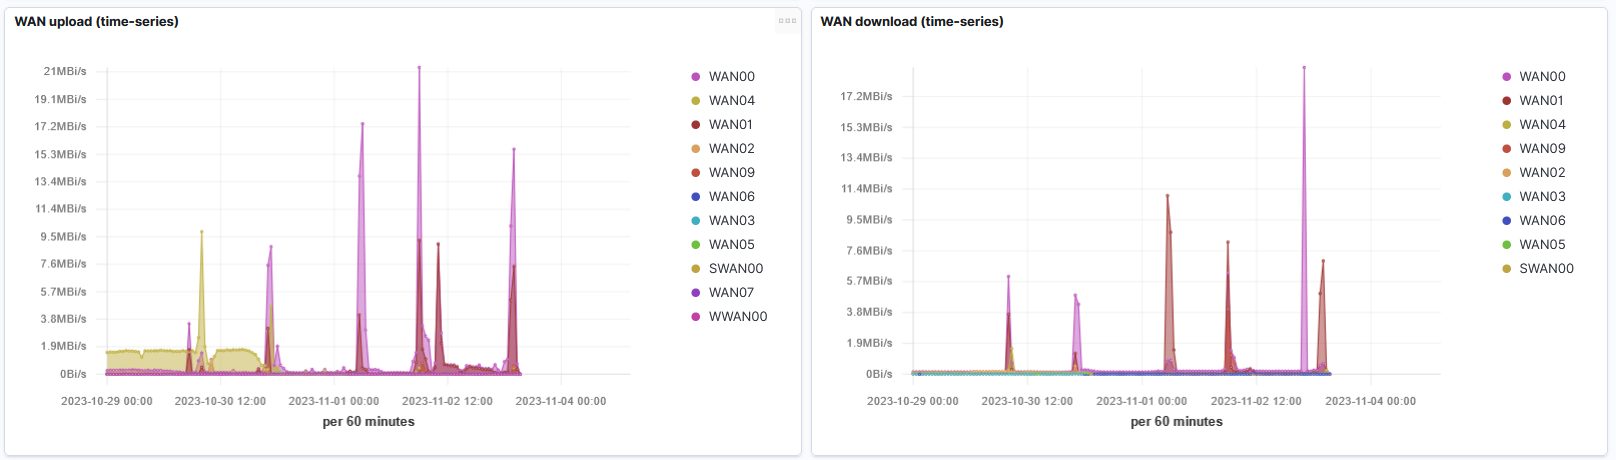 WAN upload (time-series)
21MBi/s
19.1MBi/s
17.2MBi/s
15.3MBi/s
13.4MBi/s
11.4MBi/s
9.5MBi/s
7.6MBi/s
5.7MBi/s
3.8MBi/s
1.9MBi/s
0Bi/s
2023-10-29 00:00
2023-10-30 12:00
2023-11-01 00:00
2023-11-02 12:00
2023-11-04 00:00
per 60 minutes
WAN00
WAN04
WAN01
WAN02
WAN09
WAN06
WAN03
WAN05
SWAN00
WAN07
WWAN00
WAN download (time-series)
17.2MBi/s
15.3MBi/s
13.4MBi/s
11.4MBi/s
9.5MBi/s
7.6MBi/s
5.7MBi/s
3.8MBi/s
1.9MBi/s
0Bi/s
2023-10-29 00:00
2023-10-30 12:00
2023-11-01 00:00
2023-11-02 12:00
2023-11-04 00:00
per 60 minutes
WAN00
WAN01
WAN04
WAN09
WAN02
WAN03
WAN06
WAN05
SWAN00